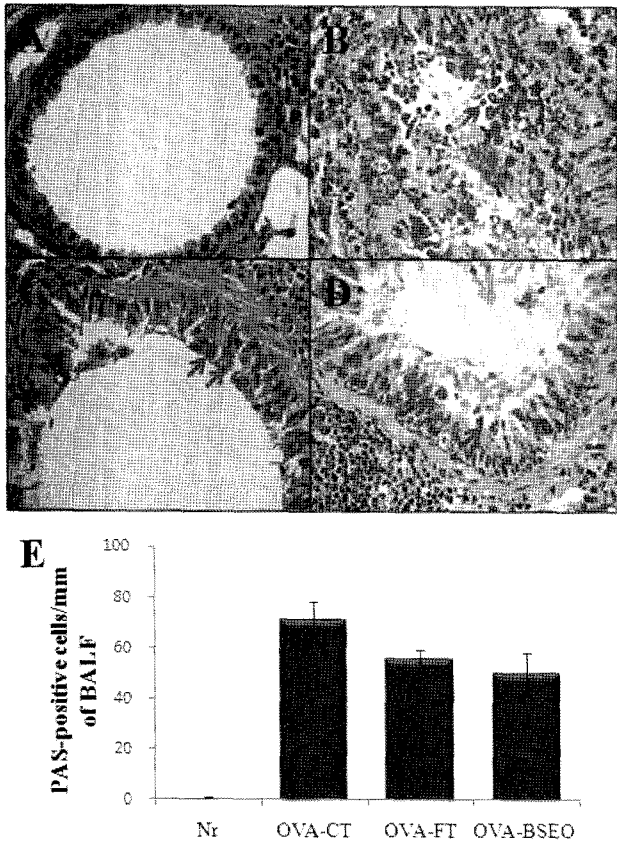 A
B
C
D
E
PAS-positive cells/mm
of BALF
100
80
60
40
20
0
Nr
OVA-CT
OVA-FT
OVA-BSEO